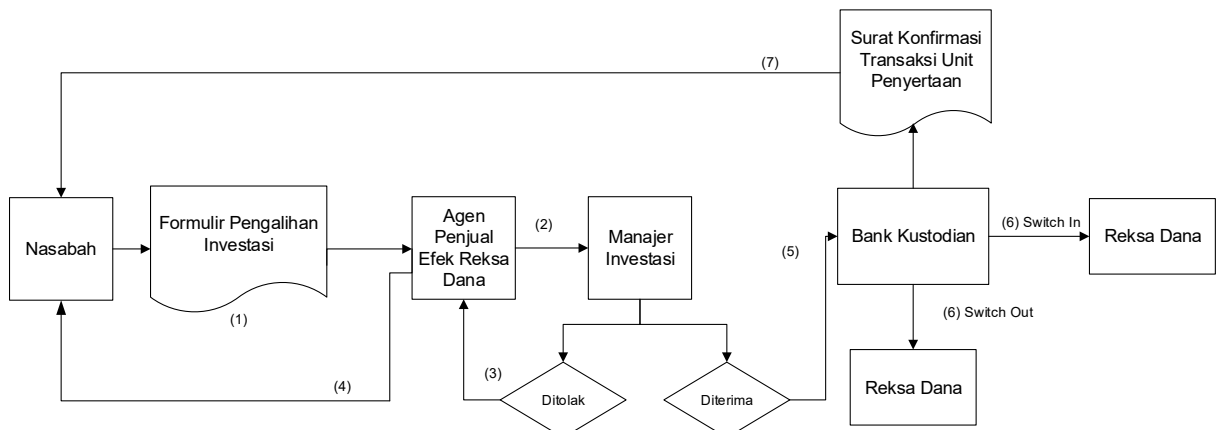 Surat Konfirmasi
Transaksi Unit
Penyertaan
(7)
Nasabah
Formulir Pengalihan
Investasi
(1)
Agen
Penjual
Efek Reksa
Dana
(2)
Manajer
Investasi
(5)
Bank Kustodian
(6) Switch In
Reksa Dana
(6) Switch Out
Reksa Dana
(4)
(3)
Ditolak
Diterima